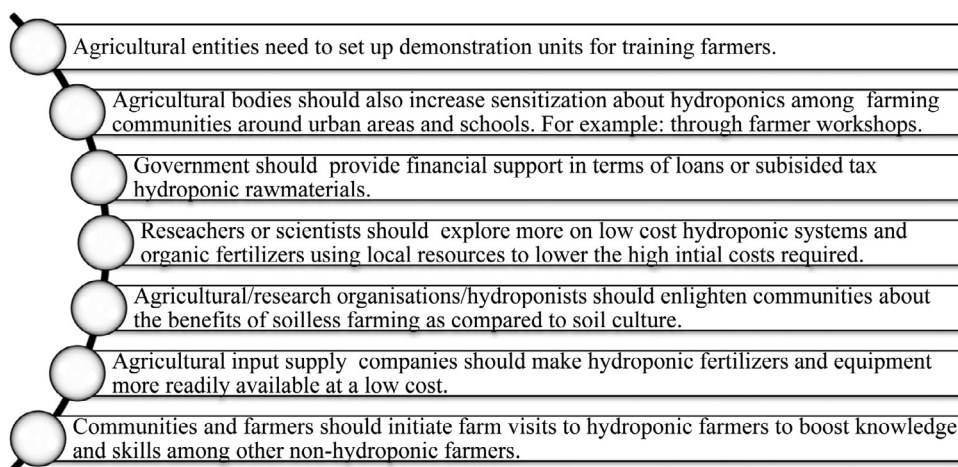 Agricultural entities need to set up demonstration units for training farmers.
Agricultural bodies should also increase sensitization about hydroponics among farming
communities around urban areas and schools. For example: through farmer workshops.
Government should provide financial support in terms of loans or subisided tax
hydroponic rawmaterials.
Reseachers or scientists should explore more on low cost hydroponic systems and
organic fertilizers using local resources to lower the high intial costs required.
Agricultural/research organisations/hydroponists should enlighten communities about
the benefits of soilless farming as compared to soil culture.
Agricultural input supply companies should make hydroponic fertilizers and equipment
more readily available at a low cost.
Communities and farmers should initiate farm visits to hydroponic farmers to boost knowledge
and skills among other non-hydroponic farmers.